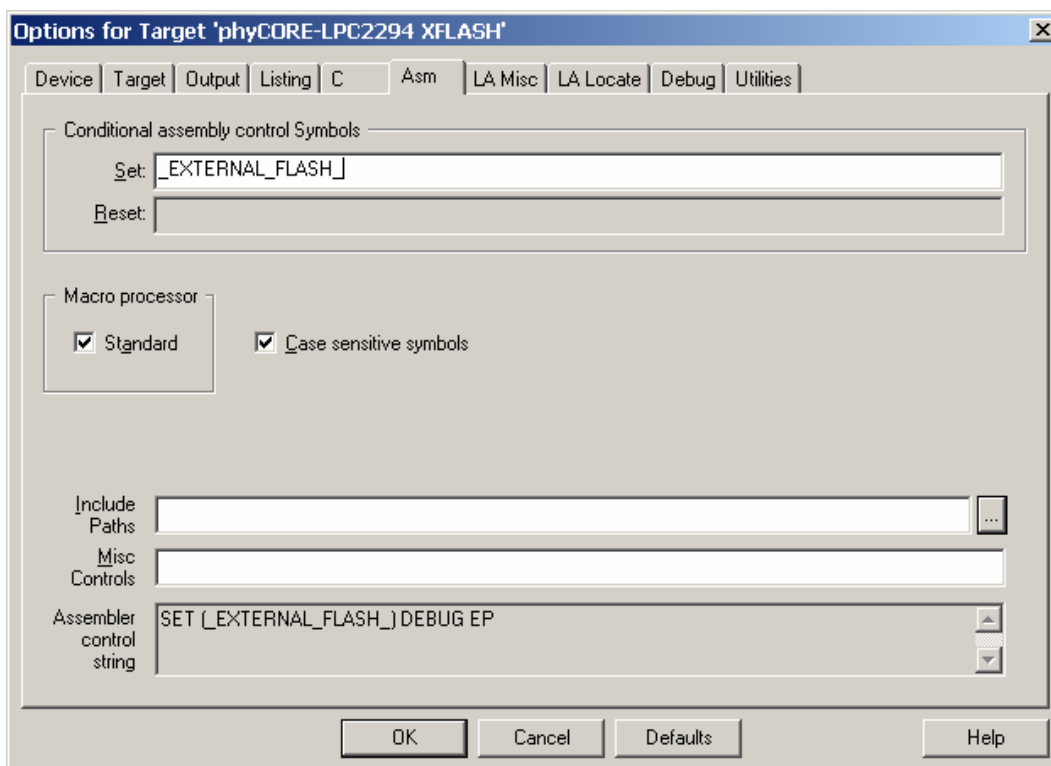 Options for Target 'phyCORE-LPC2294 XFLASH'
Device Target Output Listing C Asm LA Misc LA Locate Debug Utilities
Conditional assembly control Symbols
Set: _EXTERNAL_FLASH_
Reset:
Macro processor
Standard Case sensitive symbols
Include
Paths
...
Misc
Controls
Assembler
control
string
SET (_EXTERNAL_FLASH_) DEBUG EP
OK Cancel Defaults Help